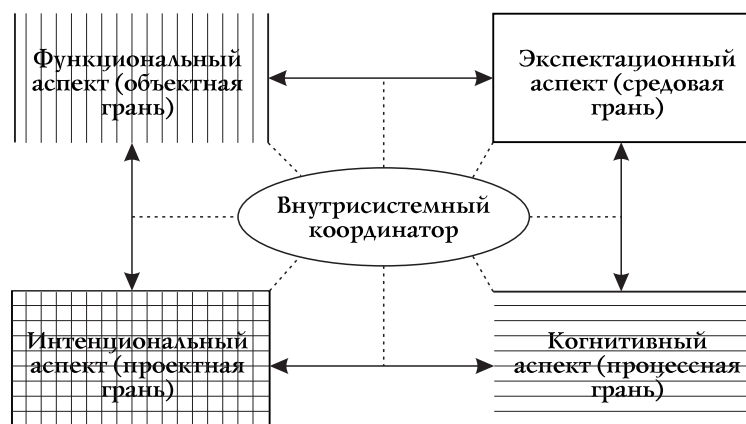 Функциональный
аспект (объектная
грань)
Экспектационный
аспект (средовая
грань)
Внутрисистемный
координатор
Интенциональный
аспект (проектная
грань)
Когнитивный
аспект (процессная
грань)